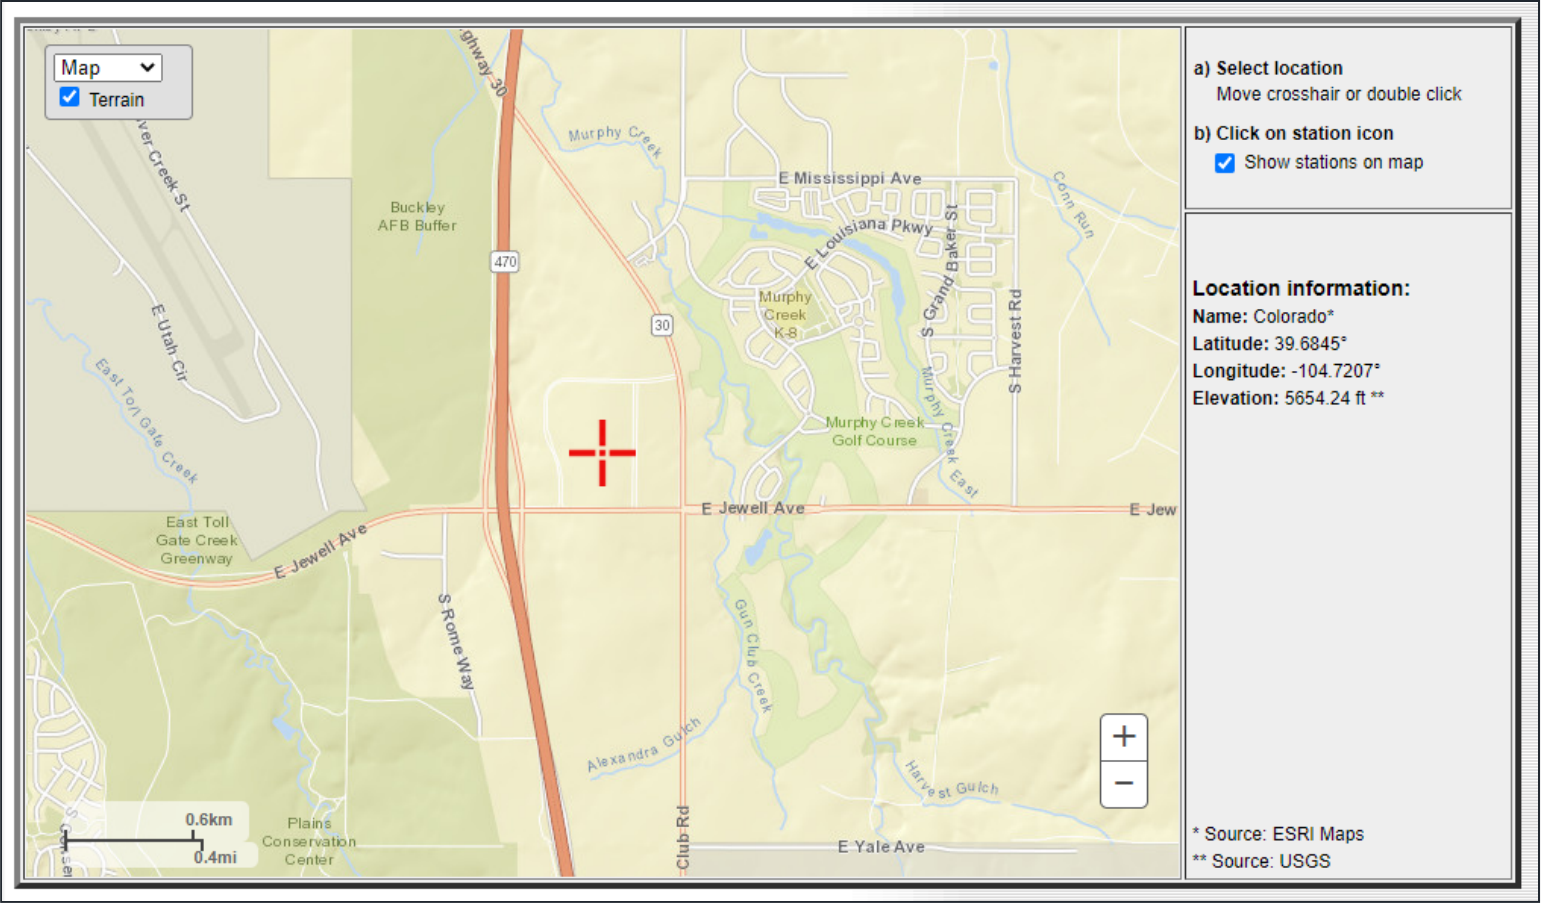 Map
Terrain
ghway 30
ver Creek St
Murphy Creek
E Mississippi Ave
Conn Run
Buckley
AFB Buffer
E Louisiana Pkwy
S Grand Baker St
470
E Utah Cir
Murphy
Creek
K-8
S Harvest Rd
30
East Toll Gate Creek
Murphy Creek East
Murphy Creek
Golf Course
E Jewell Ave
E Jew
East Toll
Gate Creek
Greenway
E Jewell Ave
S Rome Way
Gun Club Creek
Alexandra Gulch
Harvest Gulch
0.6km
0.4mi
Plains
Conservation
Center
Club Rd
E Yale Ave
+
−
a) Select location
Move crosshair or double click
b) Click on station icon
Show stations on map
Location information:
Name: Colorado*
Latitude: 39.6845°
Longitude: -104.7207°
Elevation: 5654.24 ft **
* Source: ESRI Maps
** Source: USGS